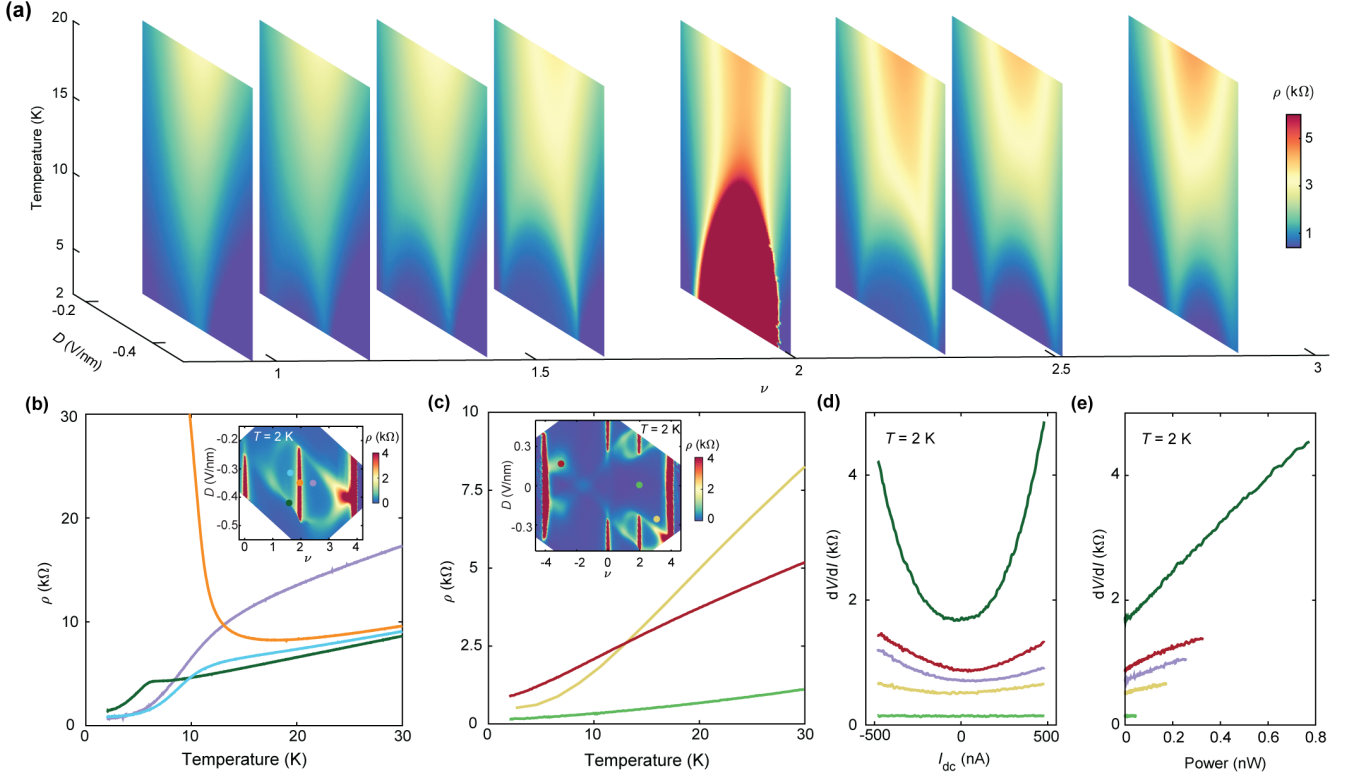 (a)
20
15
10
5
2
Temperature (K)
-0.2
-0.4
D (V/nm)
1
1.5
2
2.5
3
ν
ρ (kΩ)
5
3
1
(b)
30
20
10
0
ρ (kΩ)
0
10
20
30
Temperature (K)
T = 2 K
-0.2
-0.3
-0.4
-0.5
D (V/nm)
0
1
2
3
4
ν
ρ (kΩ)
4
2
0
(c)
10
7.5
5
2.5
0
ρ (kΩ)
0
10
20
30
Temperature (K)
T = 2 K
0.3
0
-0.3
D (V/nm)
-4
-2
0
2
4
ν
ρ (kΩ)
4
2
0
(d)
T = 2 K
4
2
0
dV/dI (kΩ)
-500
0
500
Idc (nA)
(e)
T = 2 K
4
2
0
dV/dI (kΩ)
0
0.2
0.4
0.6
0.8
Power (nW)